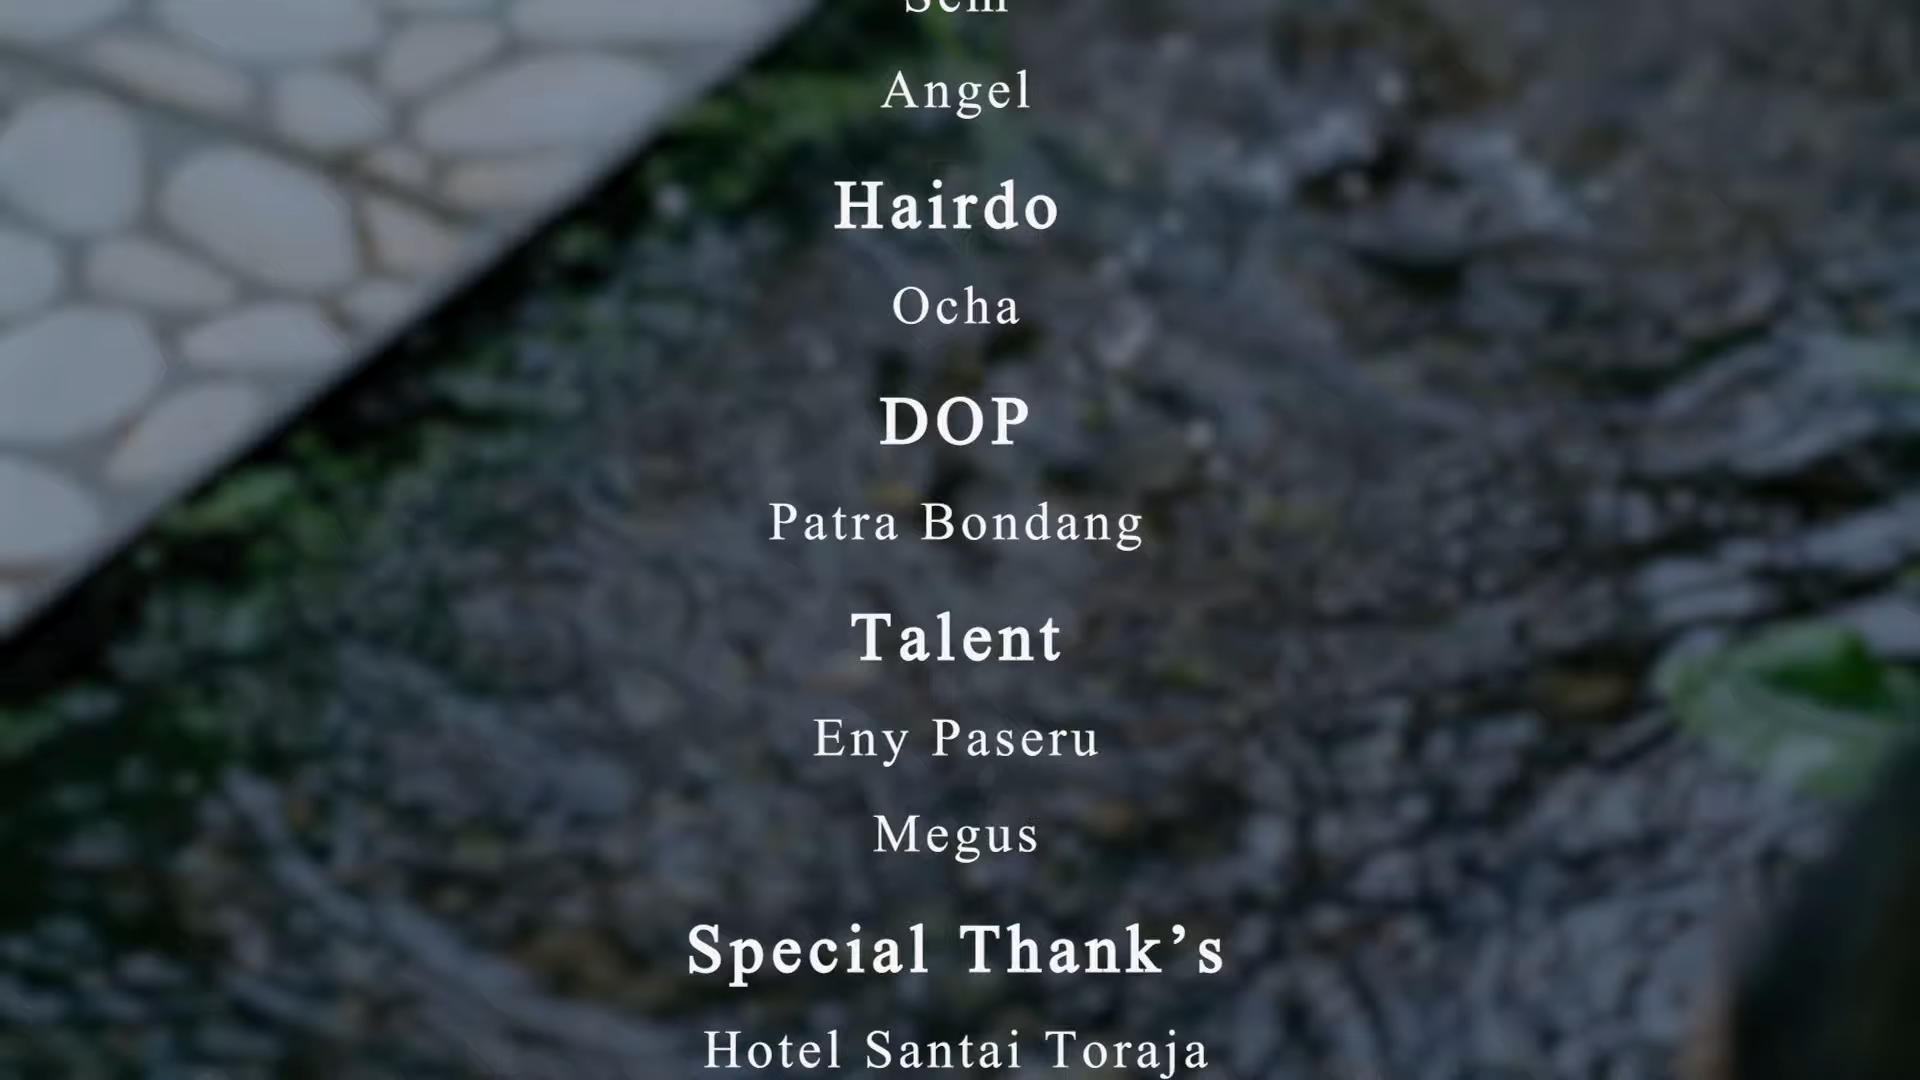 Angel
Hairdo
Ocha
DOP
Patra Bondang
Talent
Eny Paseru
Megus
Special Thank’s
Hotel Santai Toraja